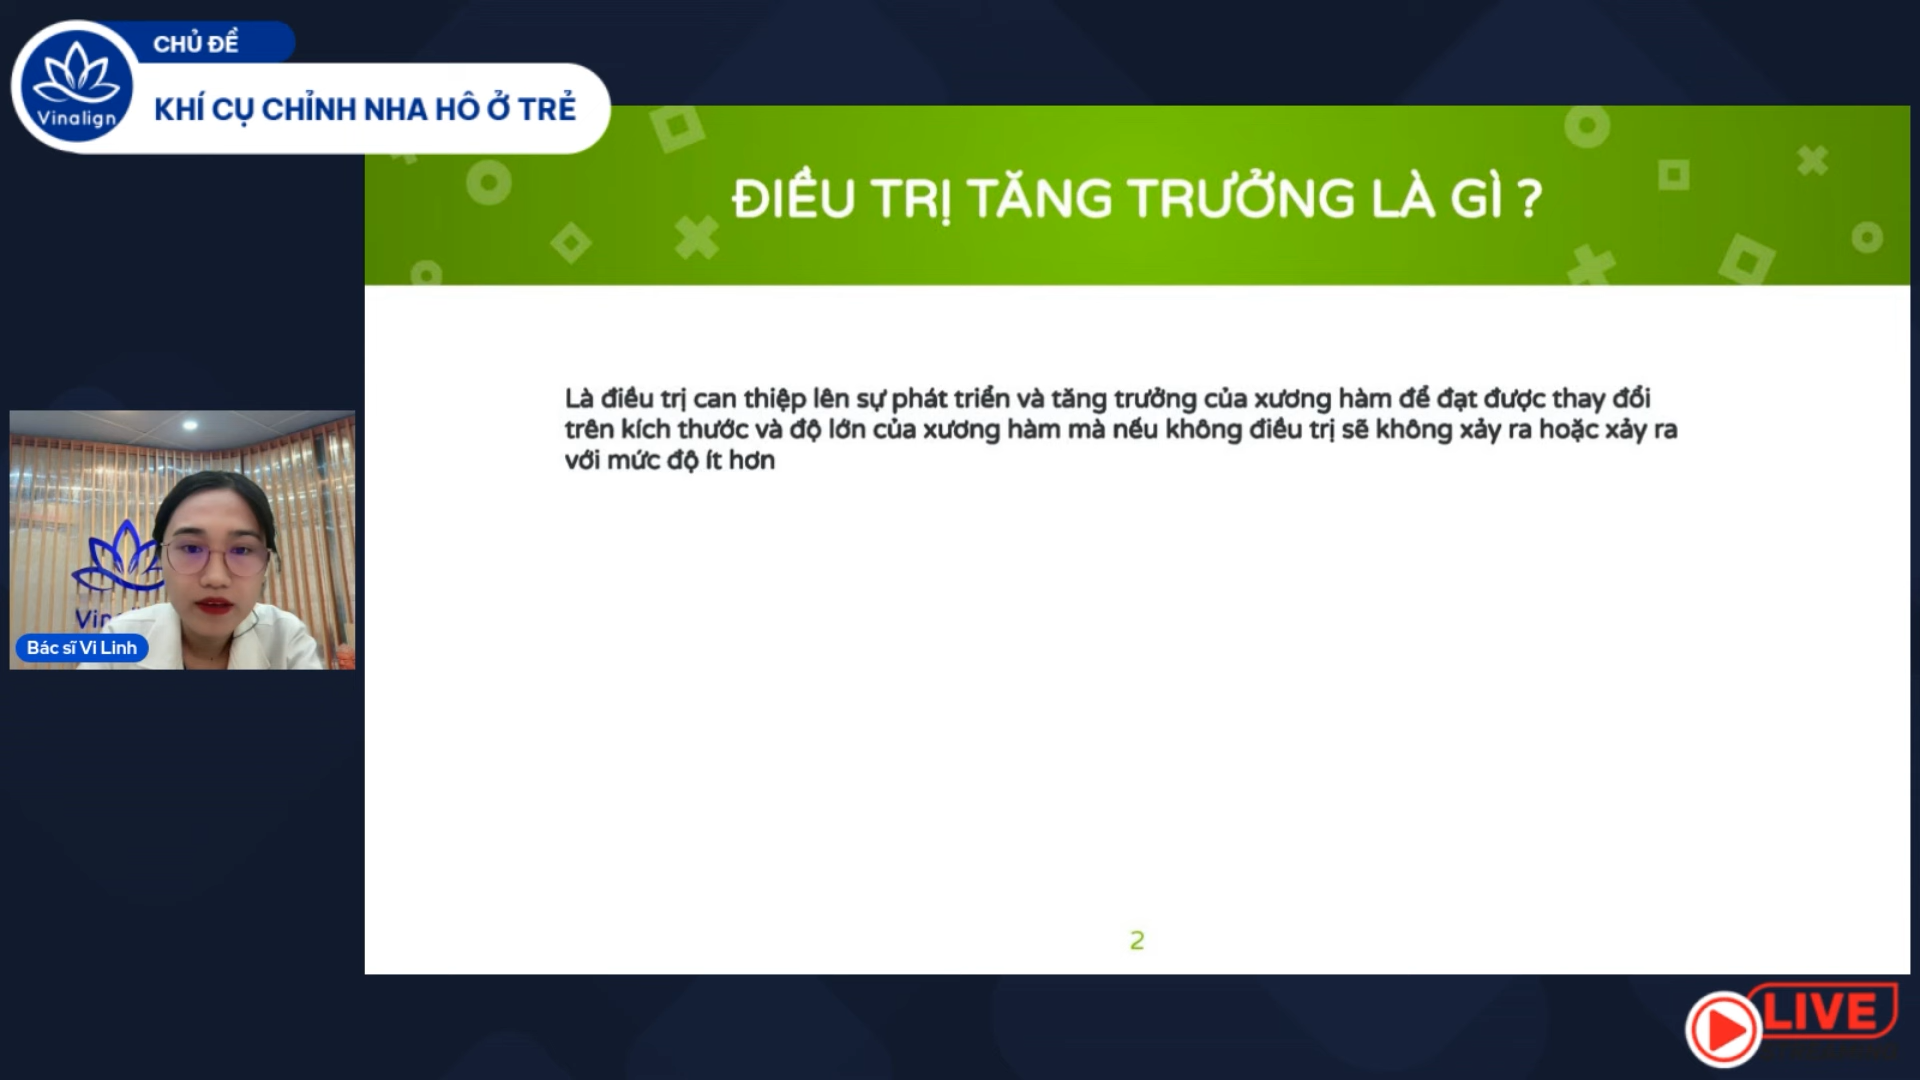 CHỦ ĐỀ
Vinalign
KHÍ CỤ CHỈNH NHA HÔ Ở TRẺ
ĐIỀU TRỊ TĂNG TRƯỞNG LÀ GÌ ?
Là điều trị can thiệp lên sự phát triển và tăng trưởng của xương hàm để đạt được thay đổi
trên kích thước và độ lớn của xương hàm mà nếu không điều trị sẽ không xảy ra hoặc xảy ra
với mức độ ít hơn
Bác sĩ Vi Linh
2
LIVE